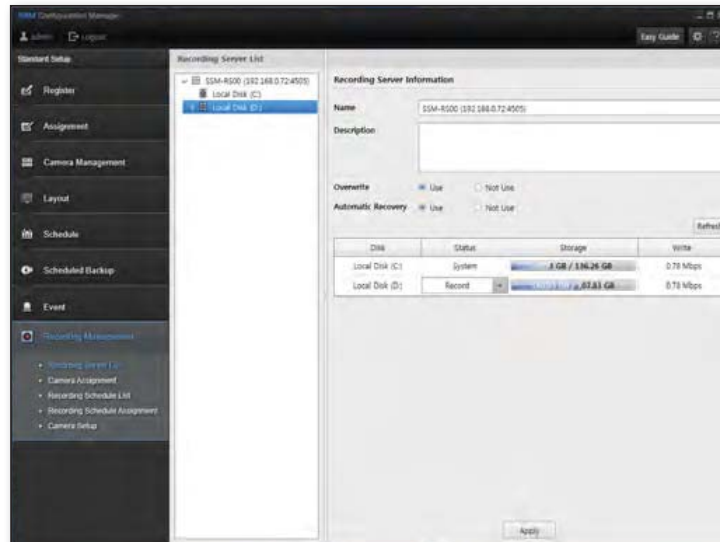 SSM Configuration Manager
admin Logout Easy Guide
Standard Setup
Register
Assignment
Camera Management
Layout
Schedule
Scheduled Backup
Event
Recording Management
Recording Server List
Camera Assignment
Recording Schedule List
Recording Schedule Assignment
Camera Setup
Recording Server List
SSM-RS00 (192.168.0.72:4505)
Local Disk (C:)
Local Disk (D:)
Recording Server Information
Name SSM-RS00 (192.168.0.72:4505)
Description
Overwrite Use Not Use
Automatic Recovery Use Not Use
Refresh
Disk Status Storage Write
Local Disk (C:) System 3 GB / 136.26 GB 0.78 Mbps
Local Disk (D:) Record 0.78 Mbps
Apply